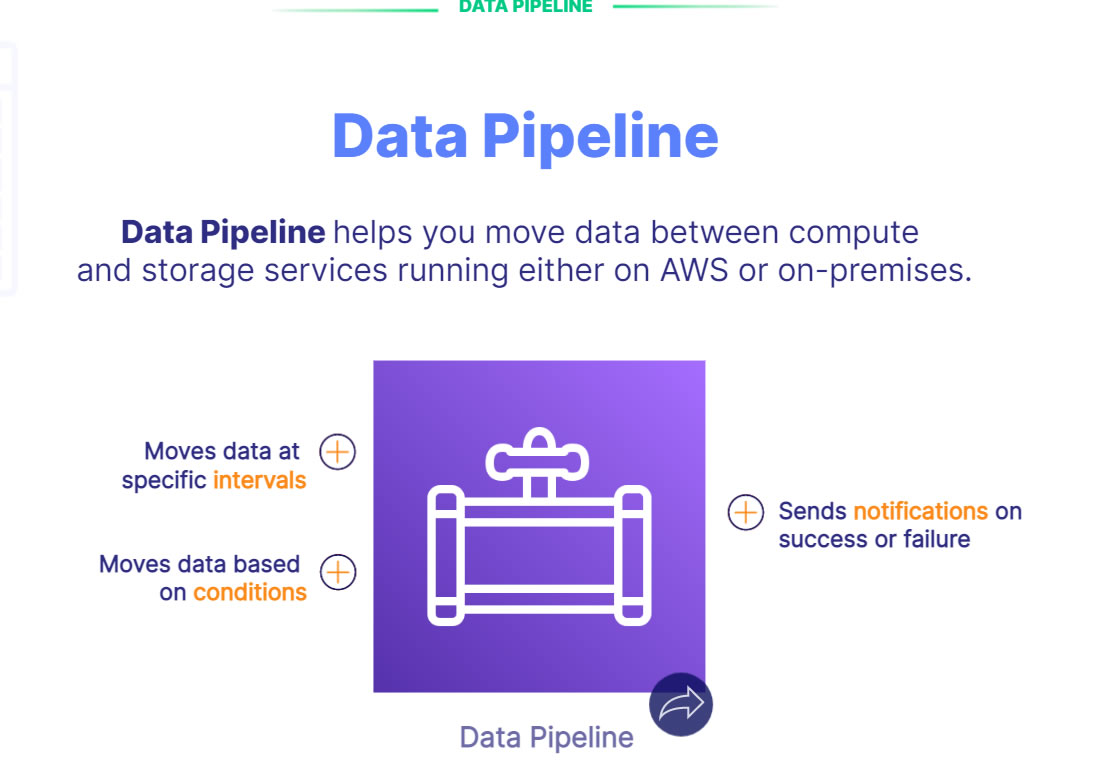 DATA PIPELINE
Data Pipeline
Data Pipeline helps you move data between compute
and storage services running either on AWS or on-premises.
Moves data at
specific intervals
Moves data based
on conditions
Sends notifications on
success or failure
Data Pipeline